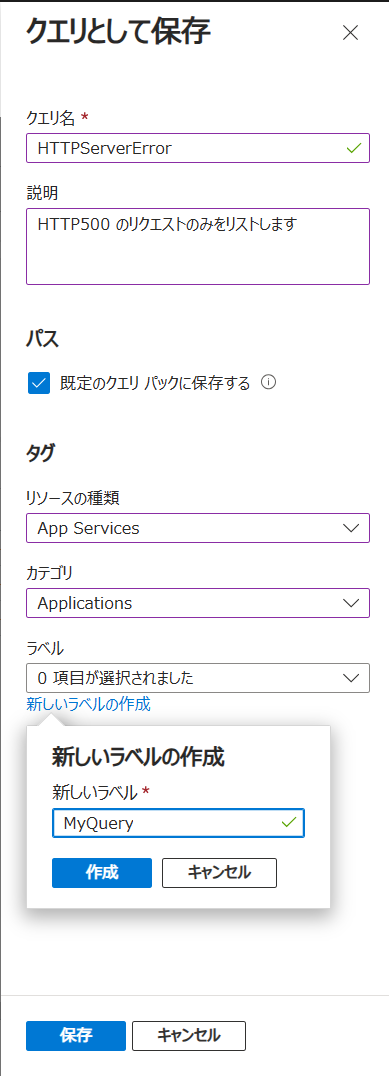 クエリとして保存
クエリ名 *
HTTPServerError
説明
HTTP500 のリクエストのみをリストします
パス
既定のクエリ パックに保存する
タグ
リソースの種類
App Services
カテゴリ
Applications
ラベル
0 項目が選択されました
新しいラベルの作成
新しいラベルの作成
新しいラベル *
MyQuery
作成 キャンセル
保存 キャンセル